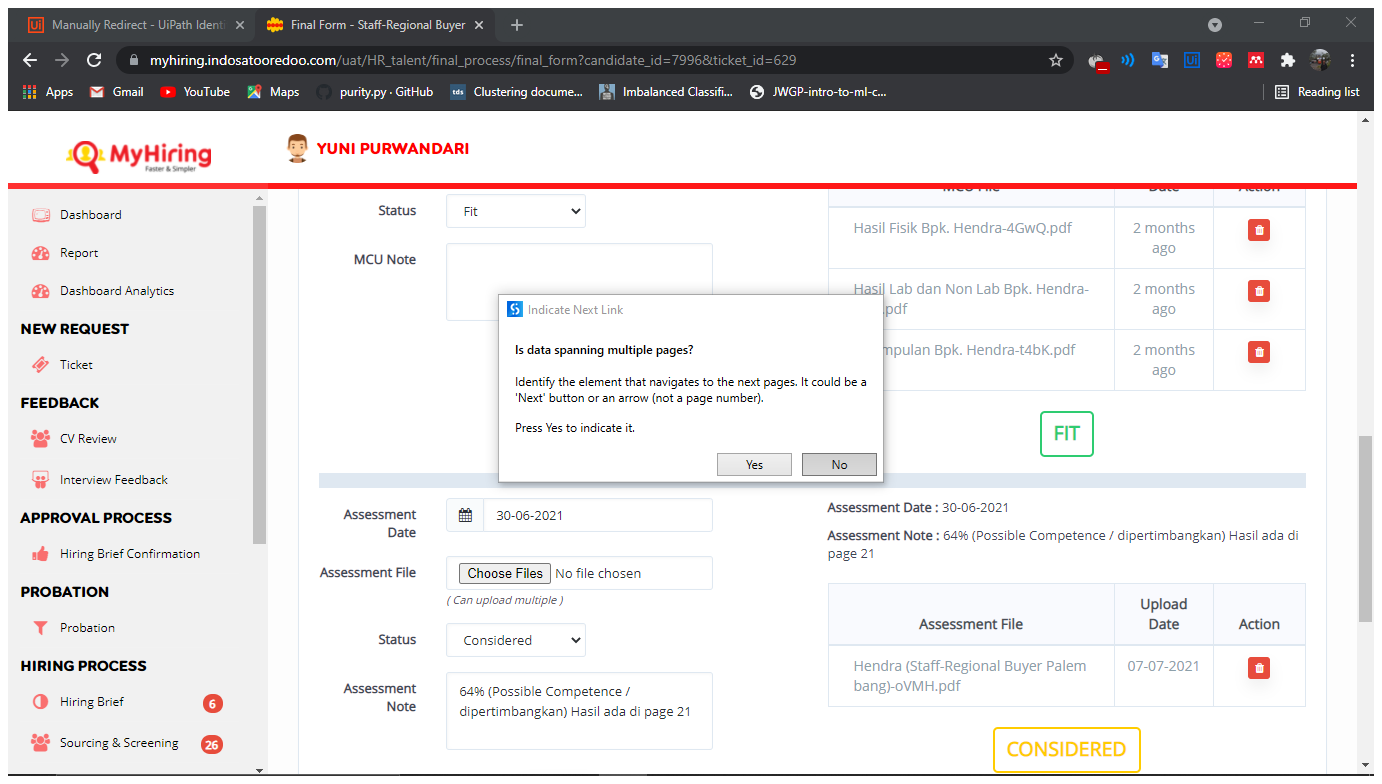 Manually Redirect - UiPath Identi
Final Form - Staff-Regional Buyer
myhiring.indosatooredoo.com/uat/HR_talent/final_process/final_form?candidate_id=7996&ticket_id=629
Apps
Gmail
YouTube
Maps
purity.py · GitHub
Clustering docume...
Imbalanced Classifi...
JWGP-intro-to-ml-c...
Reading list
MyHiring
Faster & Simpler
YUNI PURWANDARI
Dashboard
Report
Dashboard Analytics
NEW REQUEST
Ticket
FEEDBACK
CV Review
Interview Feedback
APPROVAL PROCESS
Hiring Brief Confirmation
PROBATION
Probation
HIRING PROCESS
Hiring Brief 6
Sourcing & Screening 26
Status
Fit
MCU Note
MCU File
Date
Action
Hasil Fisik Bpk. Hendra-4GwQ.pdf
2 months
ago
Hasil Lab dan Non Lab Bpk. Hendra-
.pdf
2 months
ago
mpulan Bpk. Hendra-t4bK.pdf
2 months
ago
FIT
Indicate Next Link
Is data spanning multiple pages?
Identify the element that navigates to the next pages. It could be a
'Next' button or an arrow (not a page number).
Press Yes to indicate it.
Yes
No
Assessment
Date
30-06-2021
Assessment File
Choose Files No file chosen
( Can upload multiple )
Status
Considered
Assessment
Note
64% (Possible Competence /
dipertimbangkan) Hasil ada di page 21
Assessment Date : 30-06-2021
Assessment Note : 64% (Possible Competence / dipertimbangkan) Hasil ada di
page 21
Assessment File
Upload
Date
Action
Hendra (Staff-Regional Buyer Palem
bang)-oVMH.pdf
07-07-2021
CONSIDERED